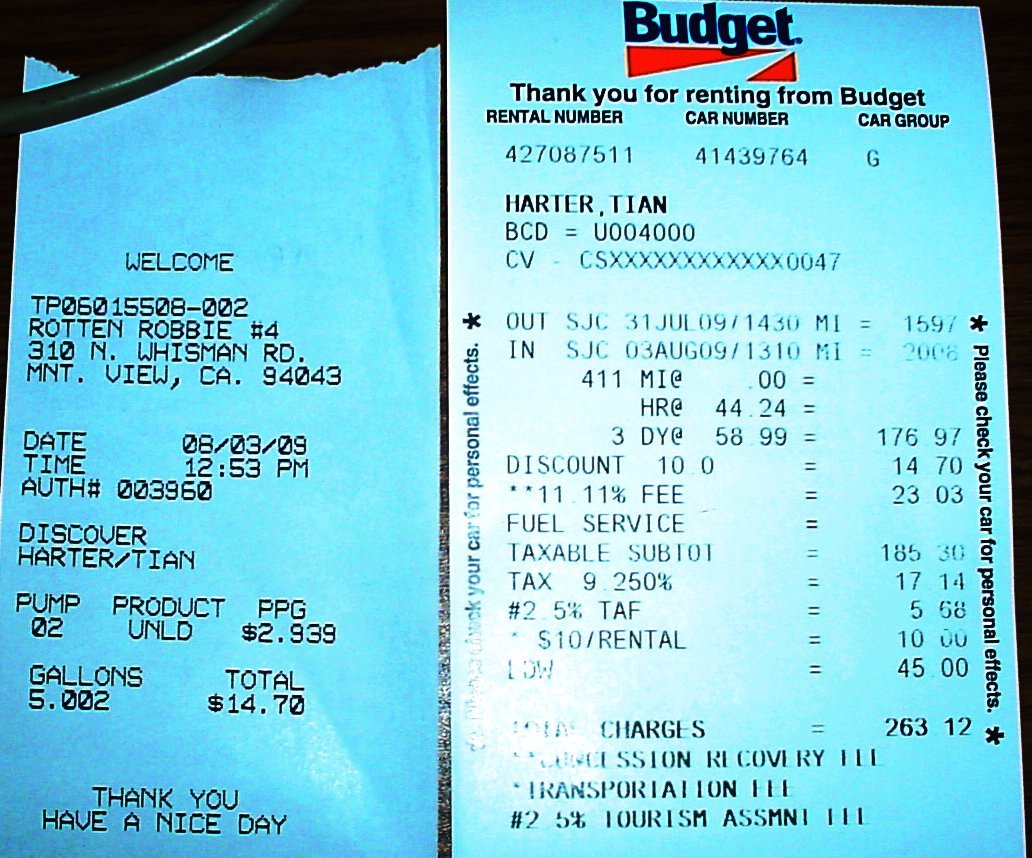 WELCOME
TP06015508-002
ROTTEN ROBBIE #4
310 N. WHISMAN RD.
MNT. VIEW, CA. 94043
DATE 08/03/09
TIME 12:53 PM
AUTH# 003960
DISCOVER
HARTER/TIAN
PUMP PRODUCT PPG
02 UNLD $2.939
GALLONS TOTAL
5.002 $14.70
THANK YOU
HAVE A NICE DAY
Budget
Thank you for renting from Budget
RENTAL NUMBER CAR NUMBER CAR GROUP
427087511 41439764 G
HARTER,TIAN
BCD = U004000
CV - CSXXXXXXXXXXXX0047
OUT SJC 31JUL09/1430 MI = 1597
IN SJC 03AUG09/1310 MI = 2008
411 MI@ .00 =
HR@ 44.24 =
3 DY@ 58.99 = 176 97
DISCOUNT 10.0 = 14 70
**11.11% FEE = 23 03
FUEL SERVICE =
TAXABLE SUBTOT = 185 30
TAX 9.250% = 17 14
#2.5% TAF = 5 68
* $10/RENTAL = 10 00
LDW = 45 00
TOTAL CHARGES = 263 12
**CONCESSION RECOVERY FEE
*TRANSPORTATION FEE
#2.5% TOURISM ASSMNT FEE
* Please check your car for personal effects. *
check your car for personal effects. *